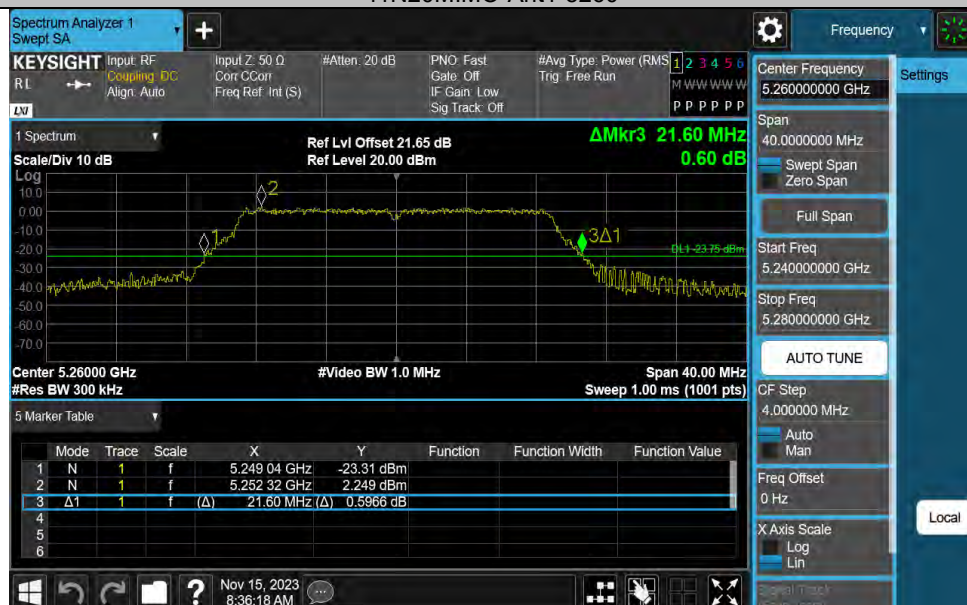 Spectrum Analyzer 1
Swept SA
Frequency
KEYSIGHT
RL
LXI
Input: RF
Coupling: DC
Align: Auto
Input Z: 50 Ω
Corr CCorr
Freq Ref: Int (S)
#Atten: 20 dB
PNO: Fast
Gate: Off
IF Gain: Low
Sig Track: Off
#Avg Type: Power (RMS
Trig: Free Run
1 2 3 4 5 6
M W W W W W
P P P P P P
1 Spectrum
Scale/Div 10 dB
Ref Lvl Offset 21.65 dB
Ref Level 20.00 dBm
ΔMkr3 21.60 MHz
0.60 dB
Log
10.0
0.00
-10.0
-20.0
-30.0
-40.0
-50.0
-60.0
-70.0
1
2
3Δ1
DL1 -23.75 dBm
Center 5.26000 GHz
#Video BW 1.0 MHz
Span 40.00 MHz
#Res BW 300 kHz
Sweep 1.00 ms (1001 pts)
5 Marker Table
Mode Trace Scale X Y Function Function Width Function Value
1 N 1 f 5.249 04 GHz -23.31 dBm
2 N 1 f 5.252 32 GHz 2.249 dBm
3 Δ1 1 f (Δ) 21.60 MHz (Δ) 0.5966 dB
4
5
6
Nov 15, 2023
8:36:18 AM
Center Frequency
5.260000000 GHz
Settings
Span
40.0000000 MHz
Swept Span
Zero Span
Full Span
Start Freq
5.240000000 GHz
Stop Freq
5.280000000 GHz
AUTO TUNE
CF Step
4.000000 MHz
Auto
Man
Freq Offset
0 Hz
X Axis Scale
Log
Lin
Signal Track
Local